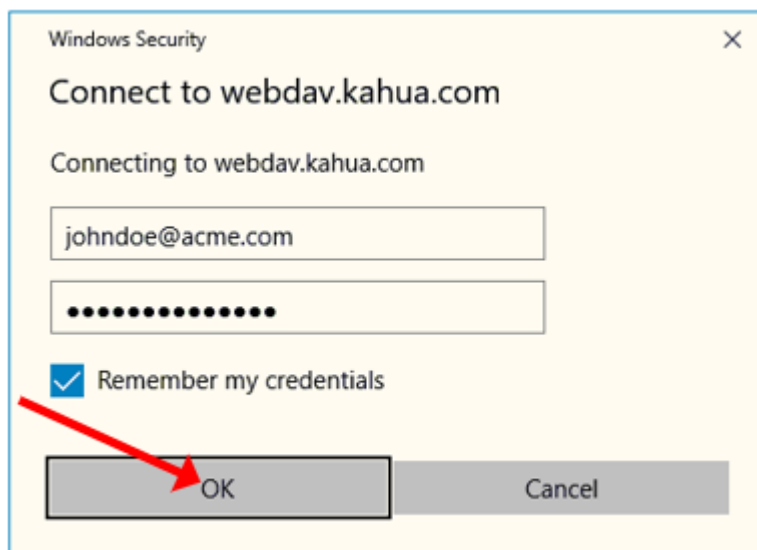 Windows Security
Connect to webdav.kahua.com
Connecting to webdav.kahua.com
johndoe@acme.com
••••••••••••••
Remember my credentials
OK
Cancel